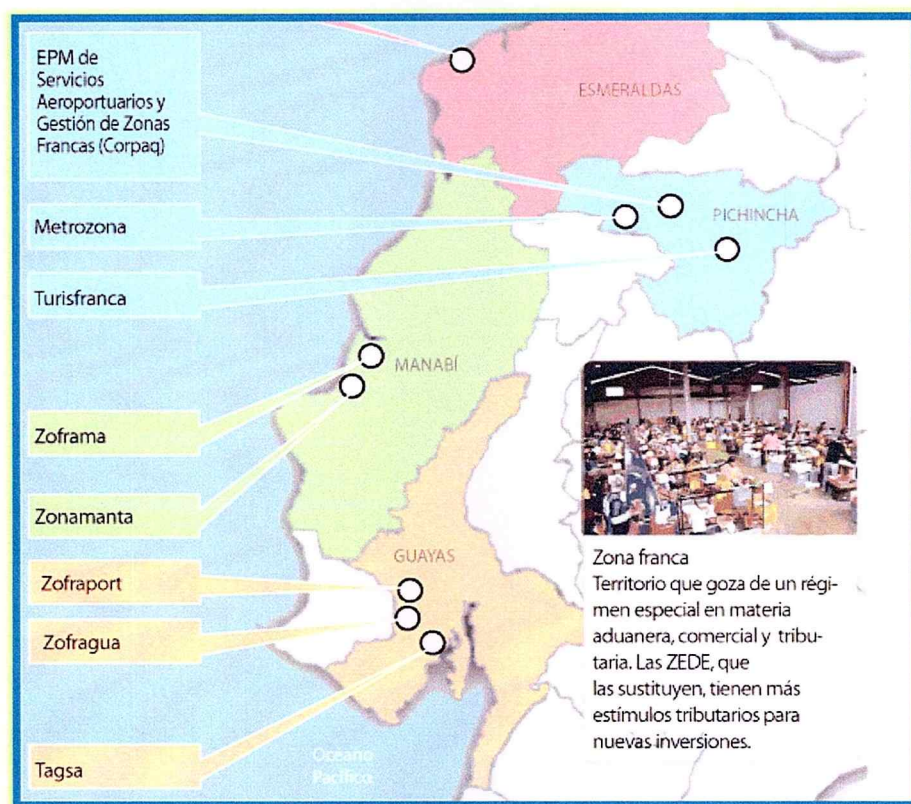 EPM de
Servicios
Aeroportuarios y
Gestión de Zonas
Francas (Corpaq)
ESMERALDAS
Metrozona
PICHINCHA
Turisfranca
MANABÍ
Zoframa
Zonamanta
GUAYAS
Zofraport
Zofragua
Tagsa
Océano
Pacífico
Zona franca
Territorio que goza de un régi-
men especial en materia
aduanera, comercial y tribu-
taria. Las ZEDE, que
las sustituyen, tienen más
estímulos tributarios para
nuevas inversiones.